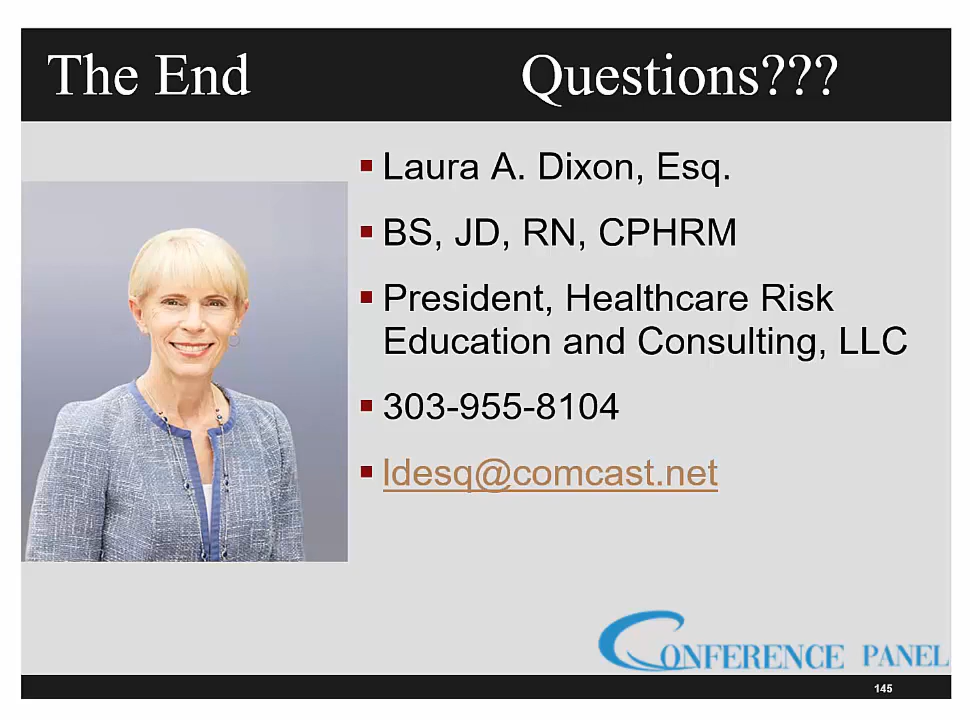 The End Questions???
Laura A. Dixon, Esq.
BS, JD, RN, CPHRM
President, Healthcare Risk
Education and Consulting, LLC
303-955-8104
ldesq@comcast.net
CONFERENCE PANEL
145